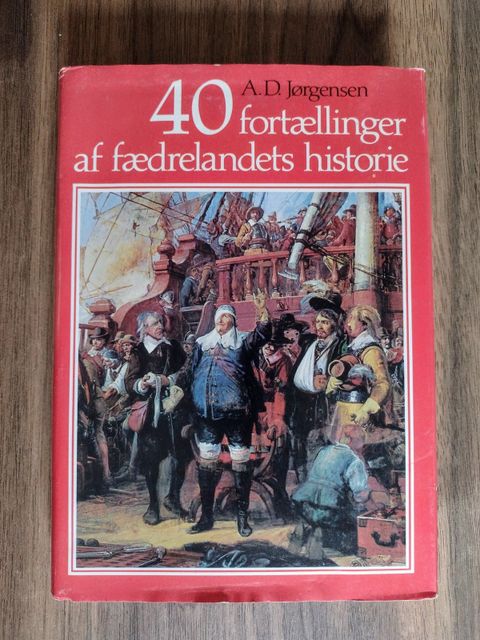 A.D. Jørgensen
40 fortællinger
af fædrelandets historie